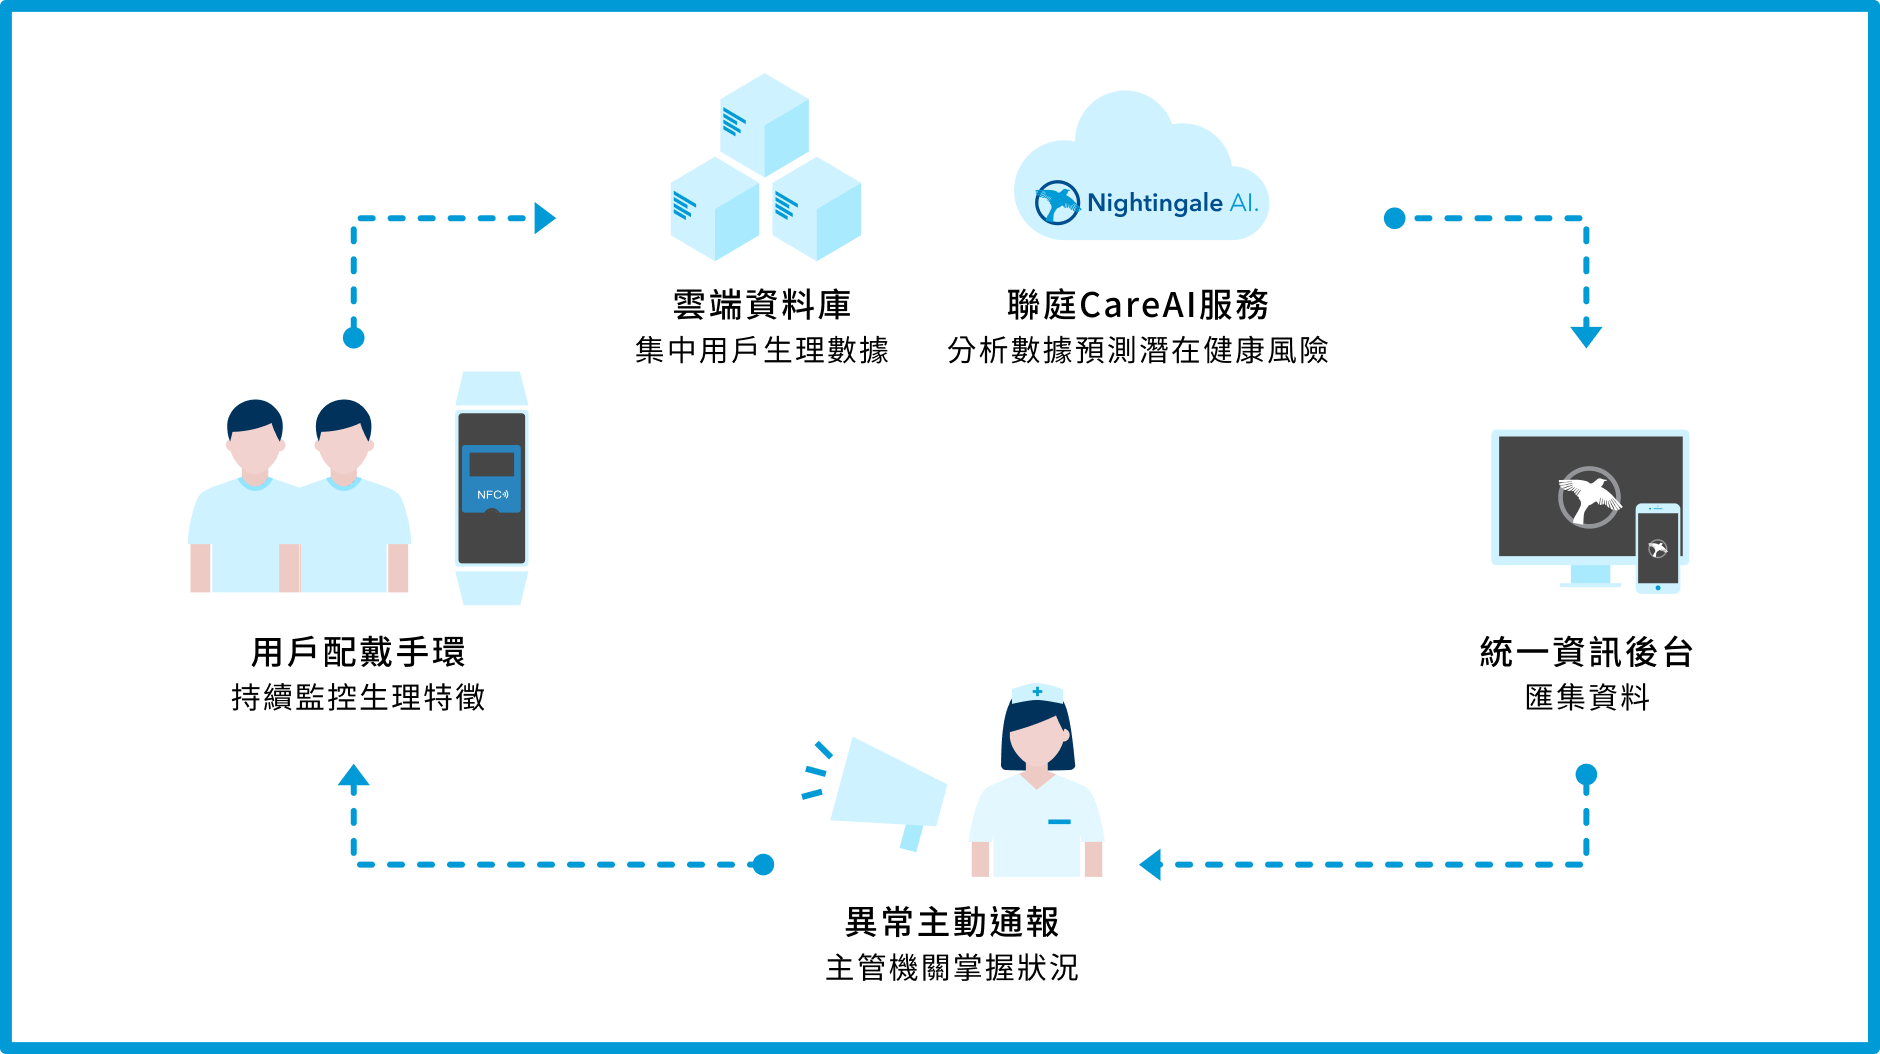 Nightingale AI.
雲端資料庫
集中用戶生理數據
聯庭CareAI服務
分析數據預測潛在健康風險
NFC
用戶配戴手環
持續監控生理特徵
統一資訊後台
匯集資料
異常主動通報
主管機關掌握狀況